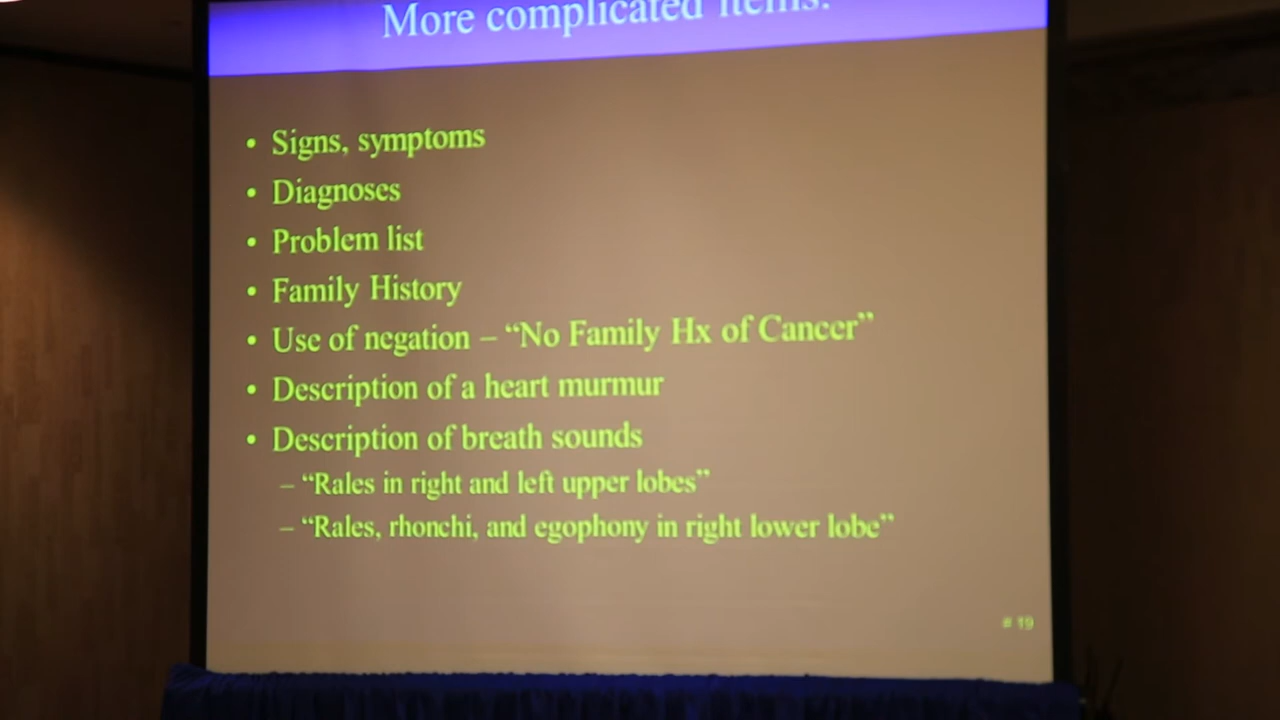 More complicated items:
• Signs, symptoms
• Diagnoses
• Problem list
• Family History
• Use of negation – “No Family Hx of Cancer”
• Description of a heart murmur
• Description of breath sounds
– “Rales in right and left upper lobes”
– “Rales, rhonchi, and egophony in right lower lobe”
# 19